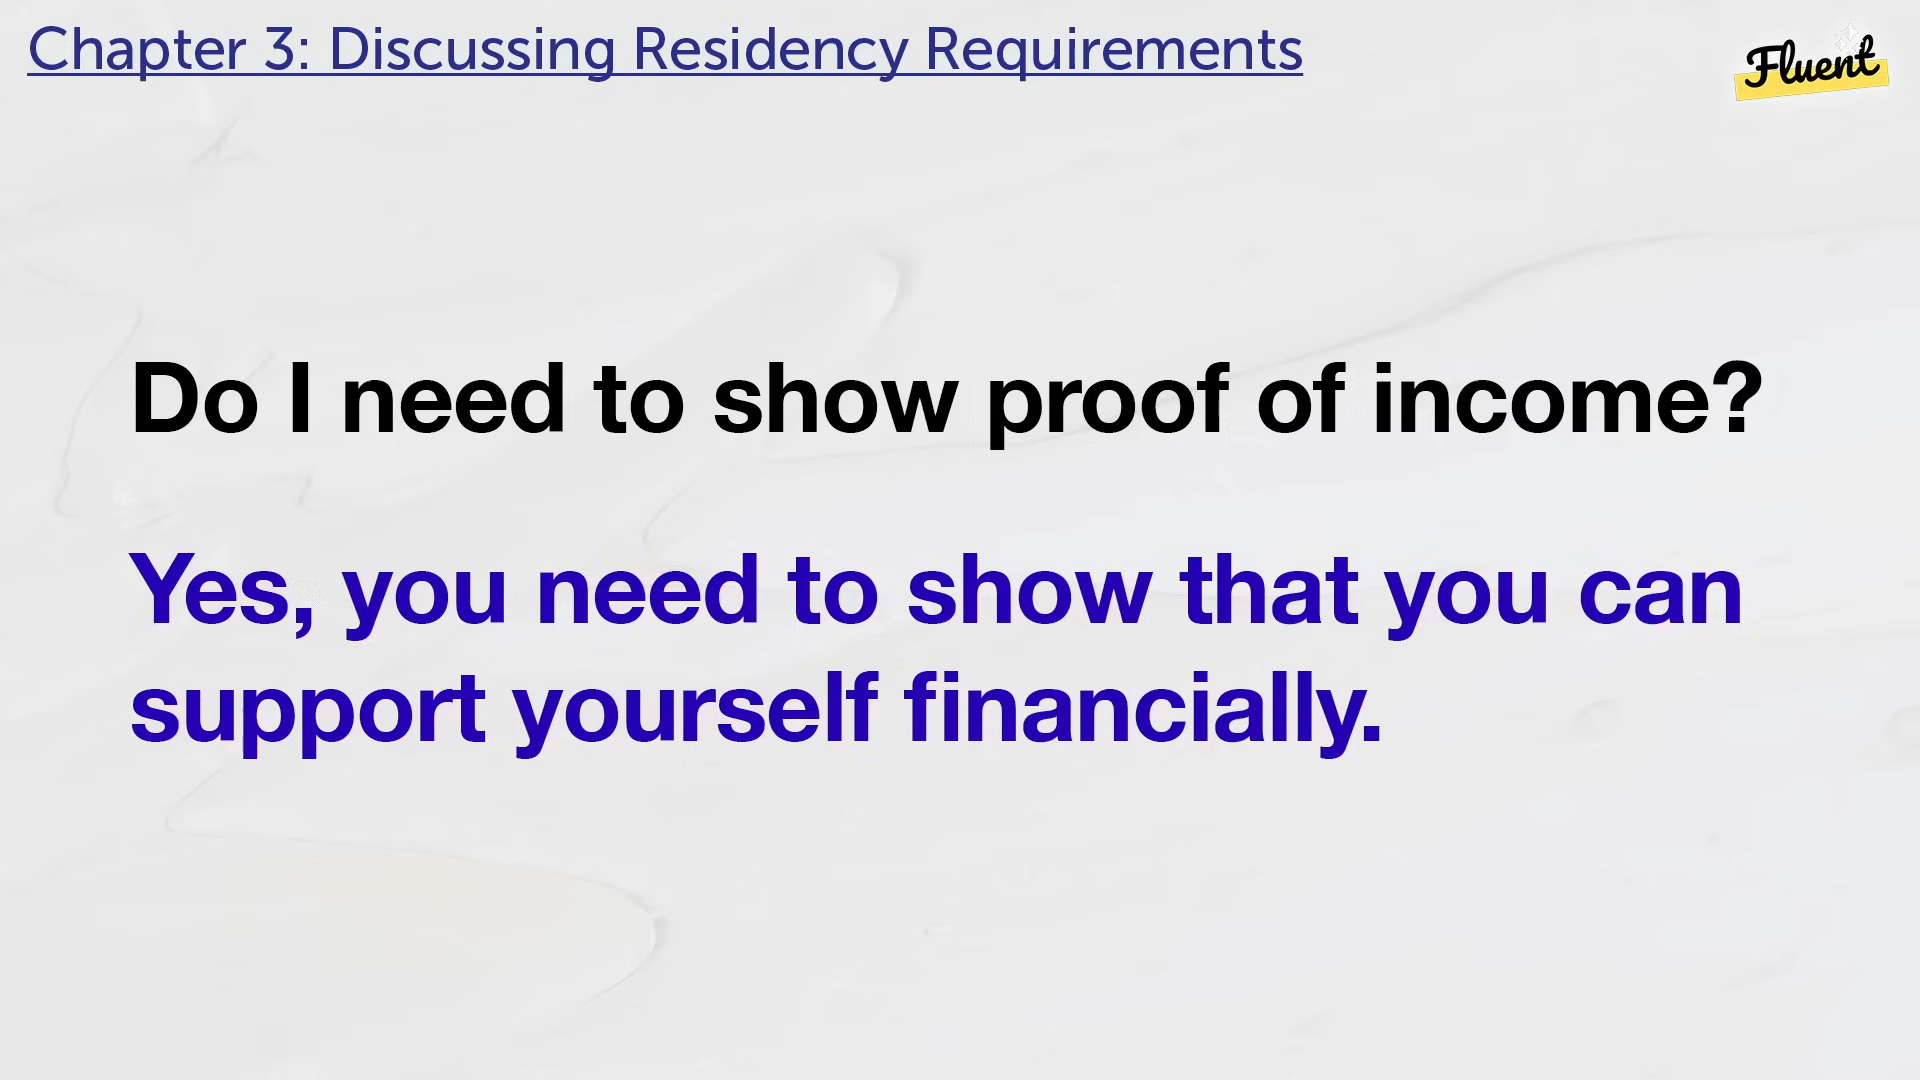 Chapter 3: Discussing Residency Requirements
Fluent
Do I need to show proof of income?
Yes, you need to show that you can
support yourself financially.